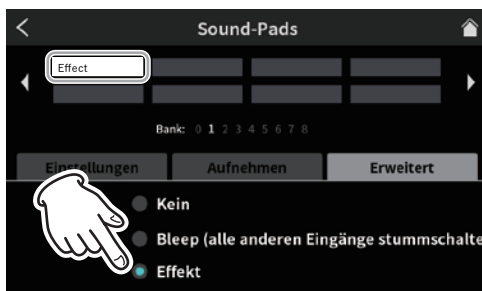 Sound-Pads
Effect
Bank: 0 1 2 3 4 5 6 7 8
Einstellungen Aufnehmen Erweitert
Kein
Bleep (alle anderen Eingänge stummschalte
Effekt